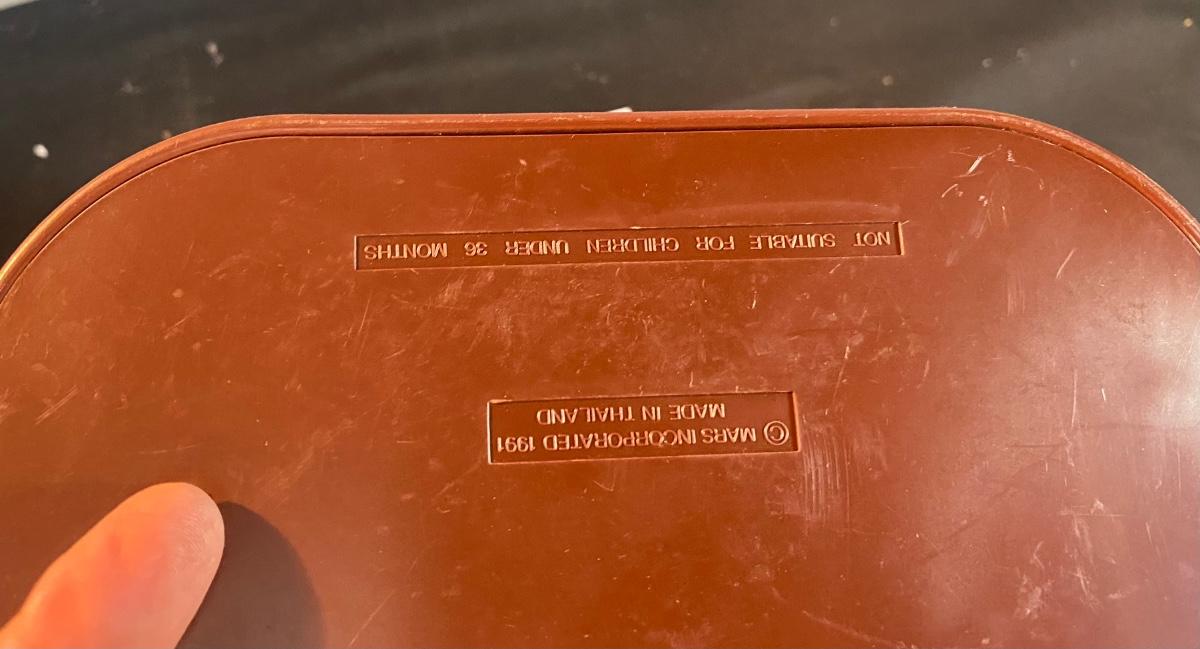 © MARS INCORPORATED 1991
MADE IN THAILAND
NOT SUITABLE FOR CHILDREN UNDER 36 MONTHS